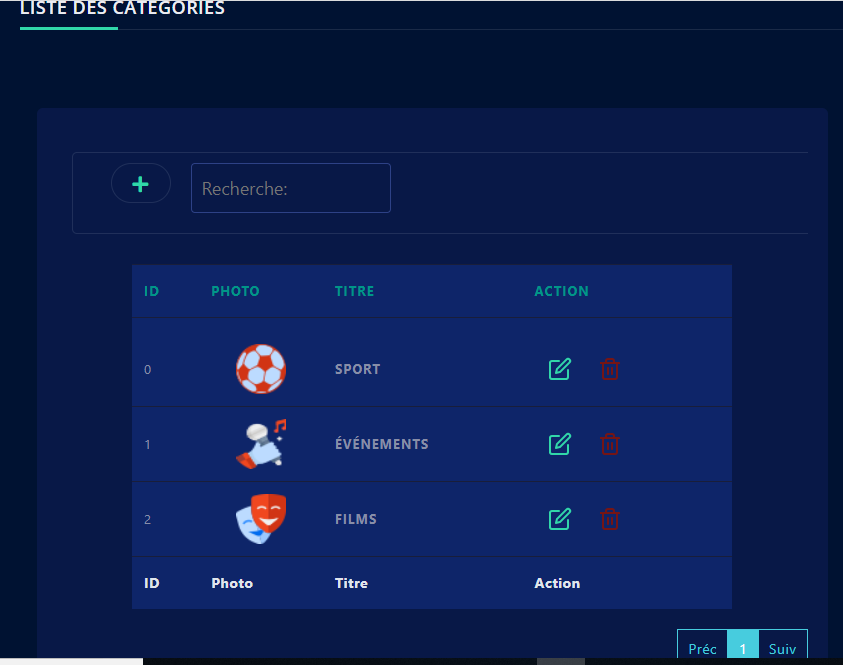 LISTE DES CATÉGORIES
Recherche:
ID PHOTO TITRE ACTION
0 SPORT
1 ÉVÉNEMENTS
2 FILMS
ID Photo Titre Action
Préc 1 Suiv